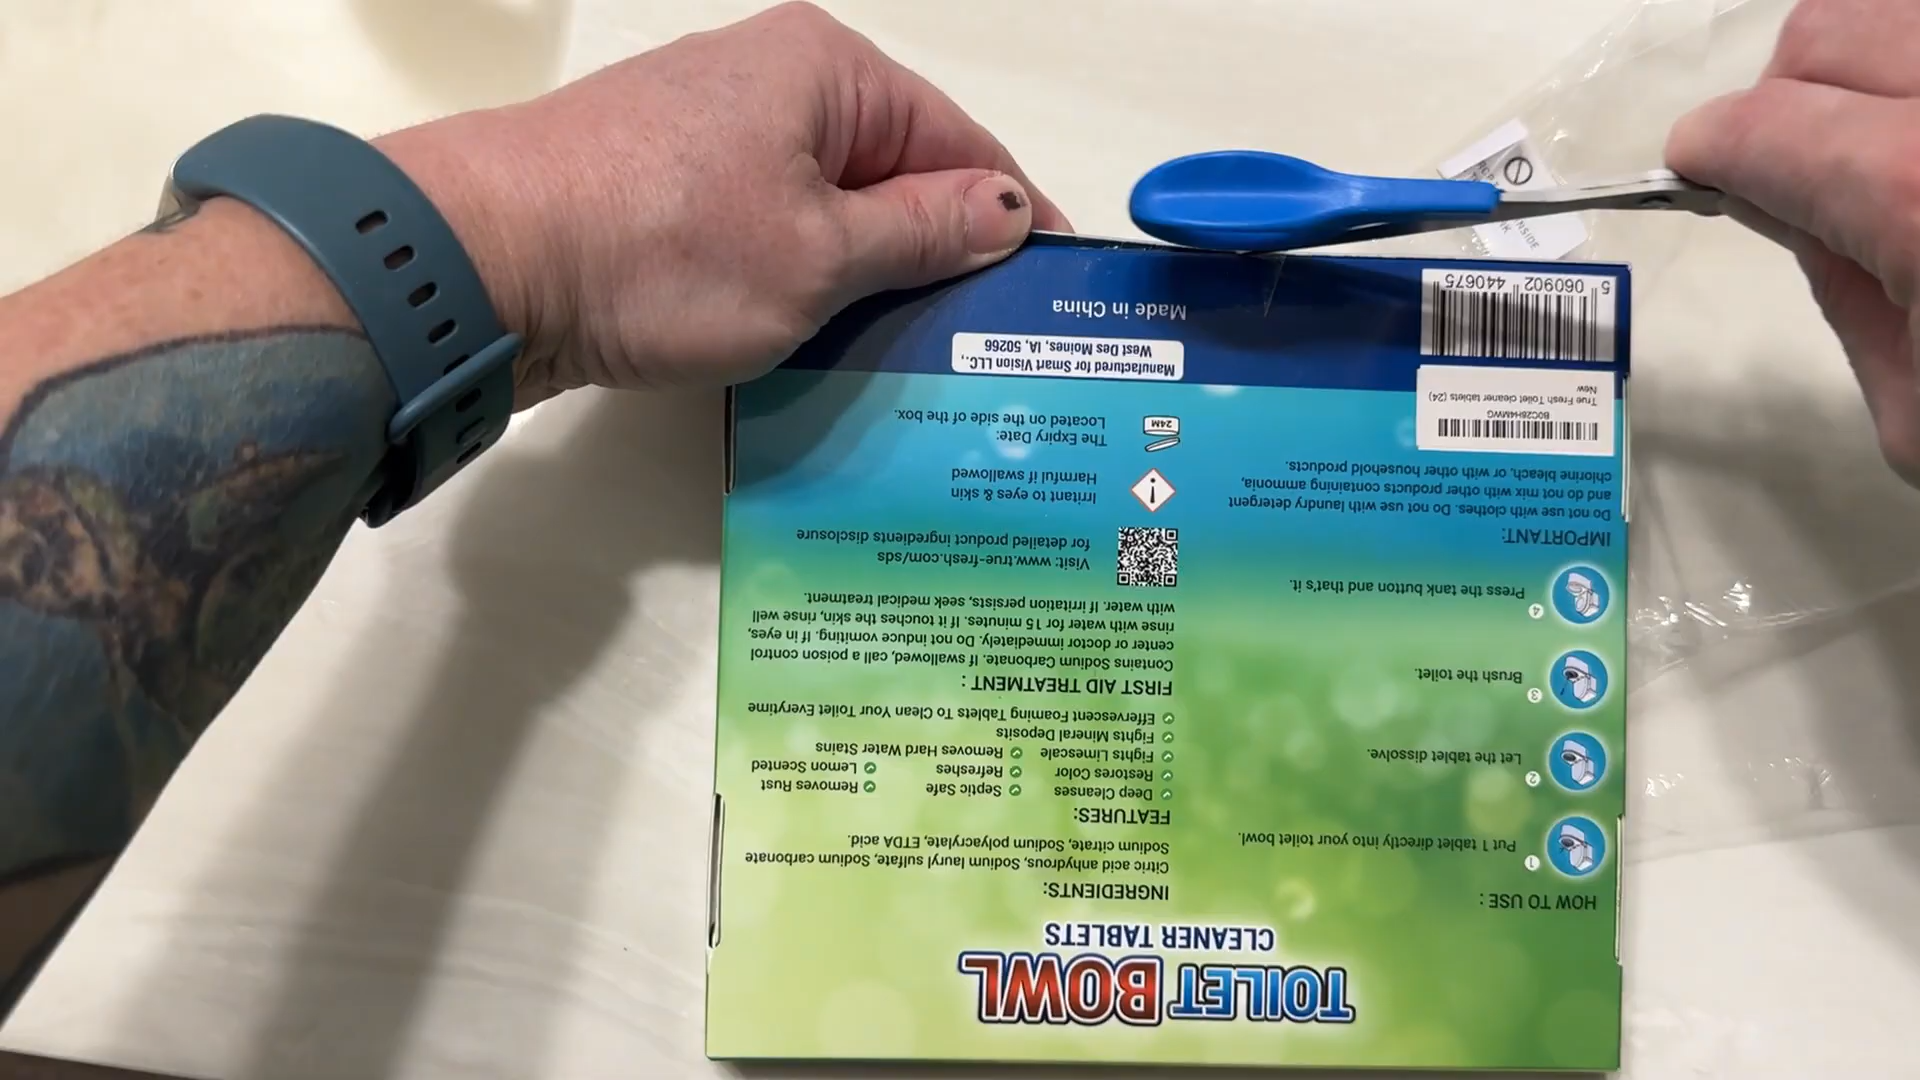 TOILET BOWL
CLEANER TABLETS
HOW TO USE :
1
Put 1 tablet directly into your toilet bowl.
2
Let the tablet dissolve.
3
Brush the toilet.
4
Press the tank button and that's it.
IMPORTANT:
Do not use with clothes. Do not use with laundry detergent
and do not mix with other products containing ammonia,
chlorine bleach, or with other household products.
B0C28H4MWG
True Fresh Toilet cleaner tablets (24)
New
5 060902 440675
INGREDIENTS:
Citric acid anhydrous, Sodium lauryl sulfate, Sodium carbonate
Sodium citrate, Sodium polyacrylate, ETDA acid.
FEATURES:
Deep Cleanses Septic Safe Removes Rust
Restores Color Refreshes Lemon Scented
Fights Limescale Removes Hard Water Stains
Fights Mineral Deposits
Effervescent Foaming Tablets To Clean Your Toilet Everytime
FIRST AID TREATMENT :
Contains Sodium Carbonate. If swallowed, call a poison control
center or doctor immediately. Do not induce vomiting. If in eyes,
rinse with water for 15 minutes. If it touches the skin, rinse well
with water. If irritation persists, seek medical treatment.
Visit: www.true-fresh.com/sds
for detailed product ingredients disclosure
Irritant to eyes & skin
Harmful if swallowed
24M
The Expiry Date:
Located on the side of the box.
Manufactured for Smart Vision LLC.,
West Des Moines, IA, 50266
Made in China